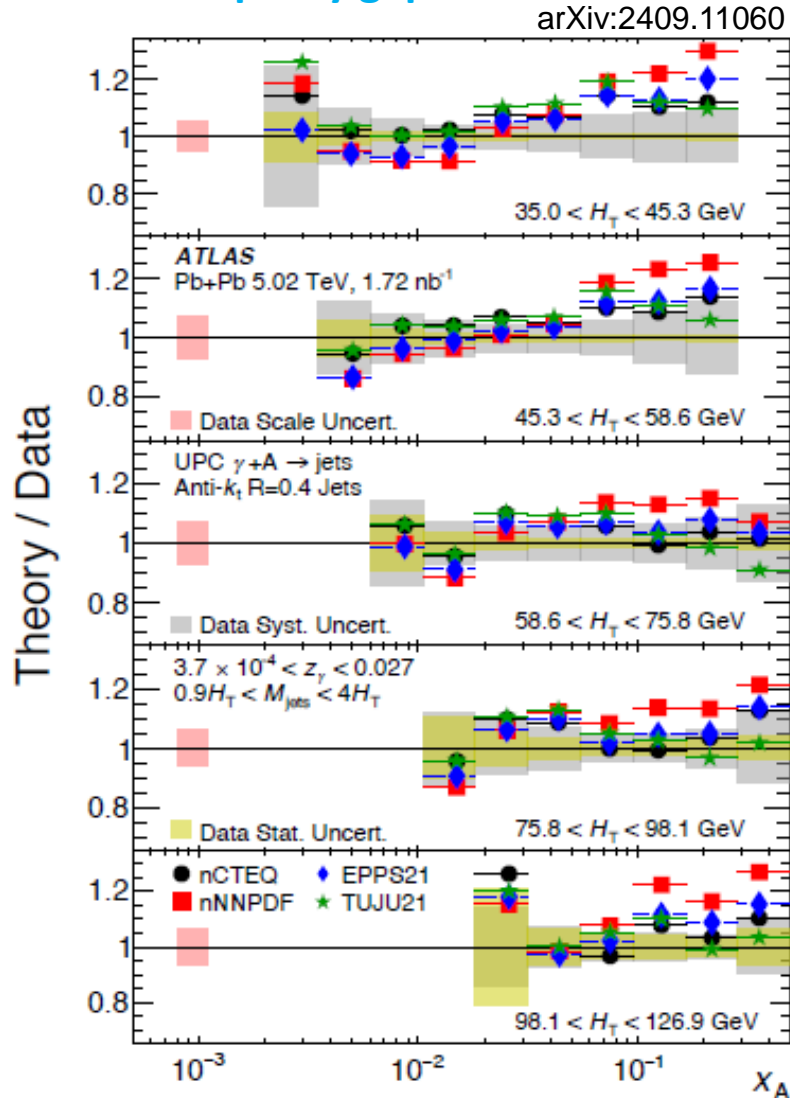 arXiv:2409.11060
1.2
1
0.8
35.0 < H_T < 45.3 GeV
ATLAS
Pb+Pb 5.02 TeV, 1.72 nb⁻¹
1.2
1
0.8
Data Scale Uncert.
45.3 < H_T < 58.6 GeV
UPC γ+A → jets
Anti-k_t R=0.4 Jets
1.2
1
0.8
Data Syst. Uncert.
58.6 < H_T < 75.8 GeV
3.7 × 10⁻⁴ < z_γ < 0.027
0.9H_T < M_jets < 4H_T
1.2
1
0.8
Data Stat. Uncert.
75.8 < H_T < 98.1 GeV
nCTEQ
EPPS21
nNNPDF
TUJU21
1.2
1
0.8
98.1 < H_T < 126.9 GeV
10⁻³
10⁻²
10⁻¹
x_A
Theory / Data